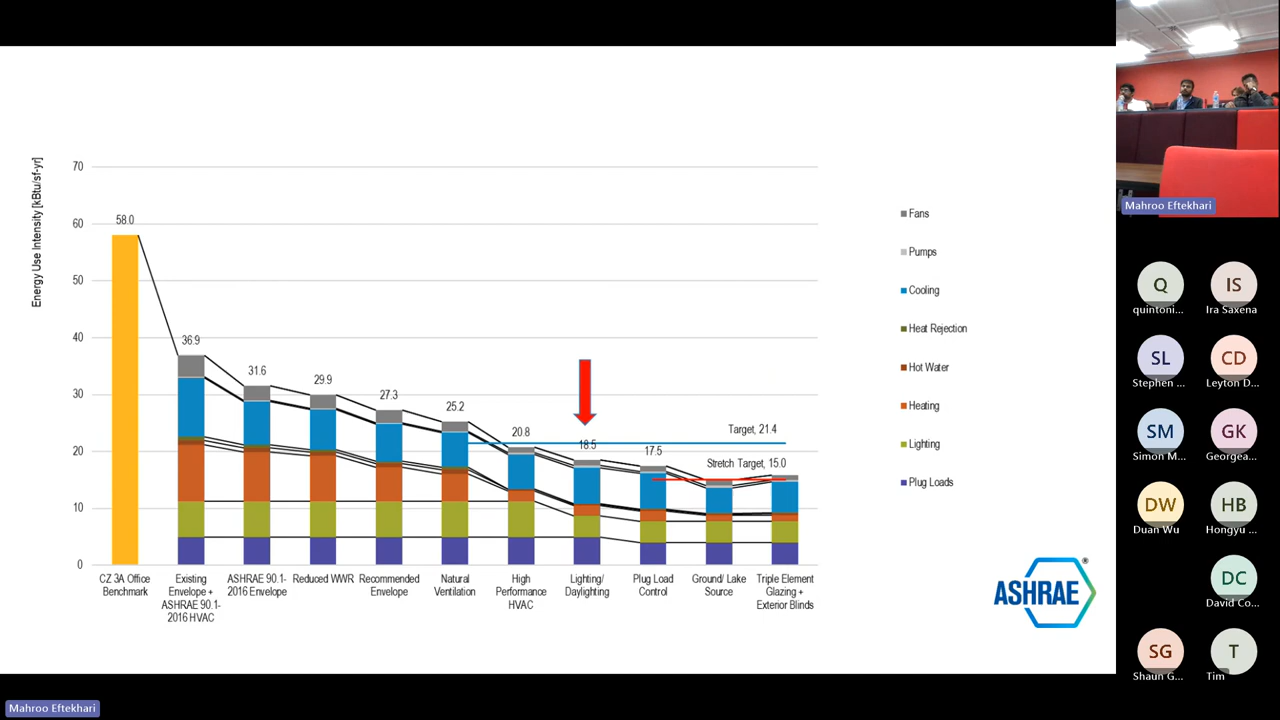 Energy Use Intensity [kBtu/sf-yr]
70
60
50
40
30
20
10
0
58.0
36.9
31.6
29.9
27.3
25.2
20.8
18.5
17.5
Target, 21.4
Stretch Target, 15.0
CZ 3A Office
Benchmark
Existing
Envelope +
ASHRAE 90.1-
2016 HVAC
ASHRAE 90.1-
2016 Envelope
Reduced WWR
Recommended
Envelope
Natural
Ventilation
High
Performance
HVAC
Lighting/
Daylighting
Plug Load
Control
Ground/ Lake
Source
Triple Element
Glazing +
Exterior Blinds
Fans
Pumps
Cooling
Heat Rejection
Hot Water
Heating
Lighting
Plug Loads
ASHRAE
®
Mahroo Eftekhari
Mahroo Eftekhari
Q
quintoni...
IS
Ira Saxena
SL
Stephen ...
CD
Leyton D...
SM
Simon M...
GK
Georgea...
DW
Duan Wu
HB
Hongyu ...
DC
David Co...
SG
Shaun G...
T
Tim